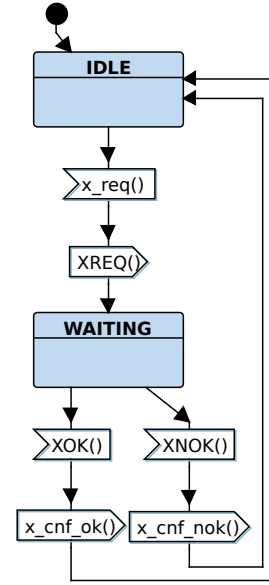 IDLE
x_req()
XREQ()
WAITING
XOK()
XNOK()
x_cnf_ok()
x_cnf_nok()